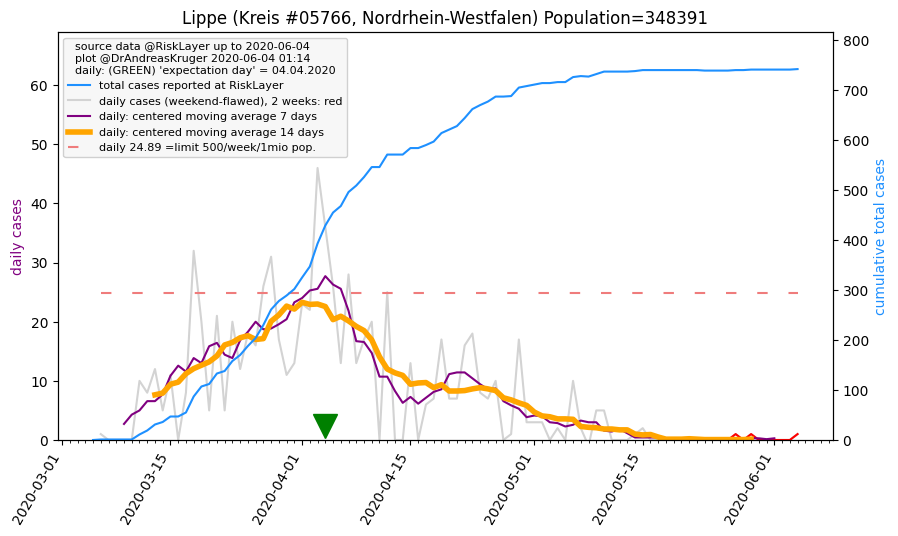 Lippe (Kreis #05766, Nordrhein-Westfalen) Population=348391
source data @RiskLayer up to 2020-06-04
plot @DrAndreasKruger 2020-06-04 01:14
daily: (GREEN) 'expectation day' = 04.04.2020
total cases reported at RiskLayer
daily cases (weekend-flawed), 2 weeks: red
daily: centered moving average 7 days
daily: centered moving average 14 days
daily 24.89 =limit 500/week/1mio pop.
daily cases
60
50
40
30
20
10
0
800
700
600
500
400
300
200
100
0
cumulative total cases
2020-03-01
2020-03-15
2020-04-01
2020-04-15
2020-05-01
2020-05-15
2020-06-01